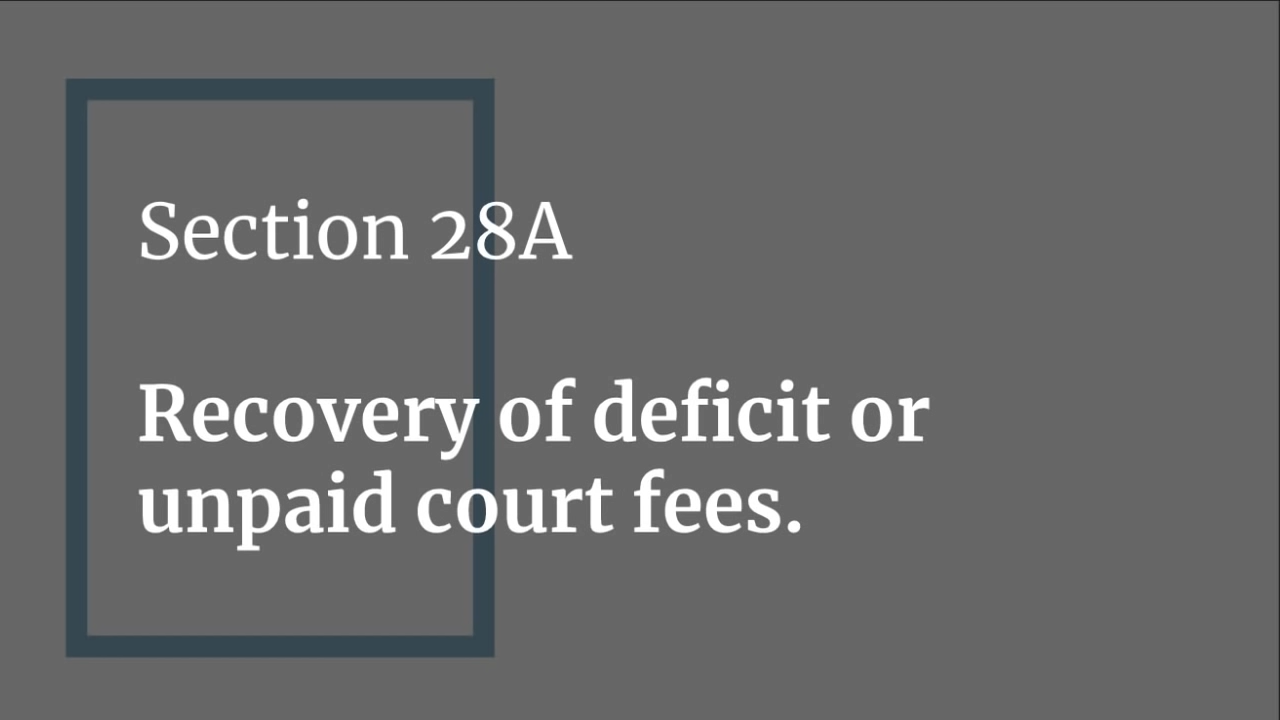 Section 28A
Recovery of deficit or
unpaid court fees.